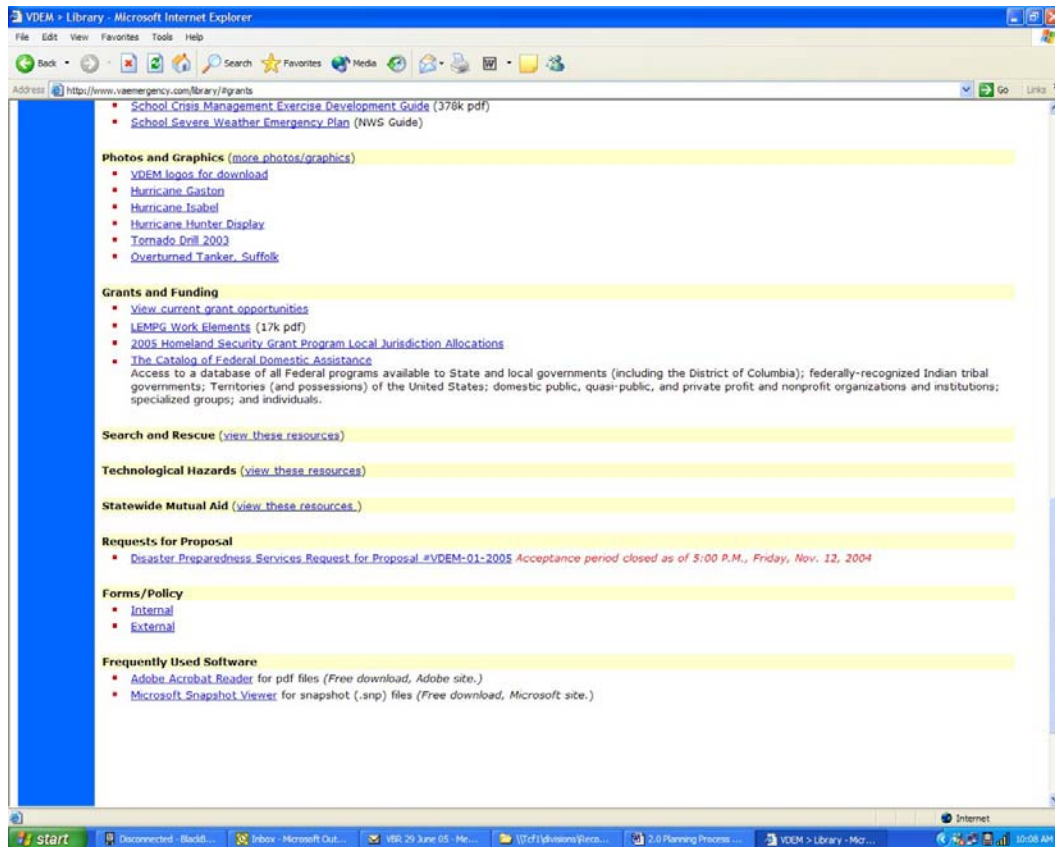 VDEM > Library - Microsoft Internet Explorer
File Edit View Favorites Tools Help
Back Search Favorites Media
Address http://www.vaemergency.com/library/#grants Go Links
School Crisis Management Exercise Development Guide (378k pdf)
School Severe Weather Emergency Plan (NWS Guide)
Photos and Graphics (more photos/graphics)
VDEM logos for download
Hurricane Gaston
Hurricane Isabel
Hurricane Hunter Display
Tornado Drill 2003
Overturned Tanker, Suffolk
Grants and Funding
View current grant opportunities
LEMPG Work Elements (17k pdf)
2005 Homeland Security Grant Program Local Jurisdiction Allocations
The Catalog of Federal Domestic Assistance
Access to a database of all Federal programs available to State and local governments (including the District of Columbia); federally-recognized Indian tribal
governments; Territories (and possessions) of the United States; domestic public, quasi-public, and private profit and nonprofit organizations and institutions;
specialized groups; and individuals.
Search and Rescue (view these resources)
Technological Hazards (view these resources)
Statewide Mutual Aid (view these resources )
Requests for Proposal
Disaster Preparedness Services Request for Proposal #VDEM-01-2005 Acceptance period closed as of 5:00 P.M., Friday, Nov. 12, 2004
Forms/Policy
Internal
External
Frequently Used Software
Adobe Acrobat Reader for pdf files (Free download, Adobe site.)
Microsoft Snapshot Viewer for snapshot (.snp) files (Free download, Microsoft site.)
Internet
start Disconnected - Inbox - Microsoft Out... VBR 29 June 05 - Me... 2.0 Planning Process ... VDEM > Library - Micr... 10:08 AM